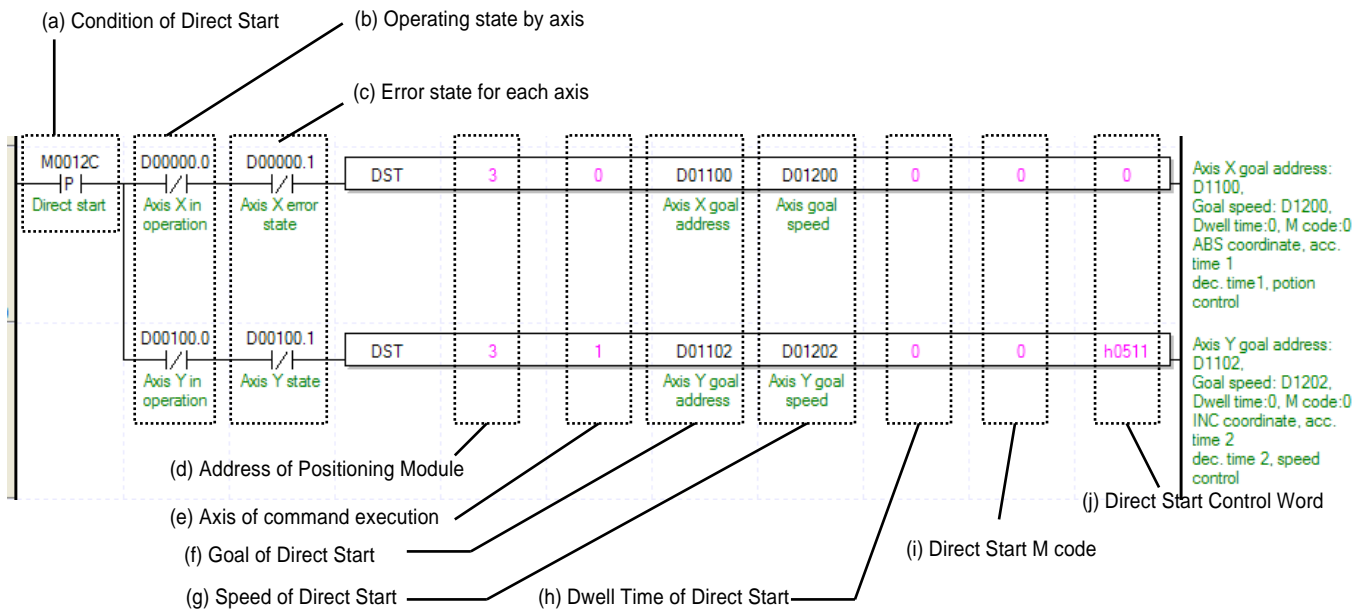 (a) Condition of Direct Start
(b) Operating state by axis
(c) Error state for each axis
M0012C
P
Direct start
D00000.0
Axis X in
operation
D00000.1
Axis X error
state
DST
3
0
D01100
Axis X goal
address
D01200
Axis goal
speed
0
0
0
Axis X goal address:
D1100,
Goal speed: D1200,
Dwell time:0, M code:0
ABS coordinate, acc.
time 1
dec. time1, potion
control
D00100.0
Axis Y in
operation
D00100.1
Axis Y state
DST
3
1
D01102
Axis Y goal
address
D01202
Axis Y goal
speed
0
0
h0511
Axis Y goal address:
D1102,
Goal speed: D1202,
Dwell time:0, M code:0
INC coordinate, acc.
time 2
dec. time 2, speed
control
(d) Address of Positioning Module
(e) Axis of command execution
(f) Goal of Direct Start
(g) Speed of Direct Start
(h) Dwell Time of Direct Start
(i) Direct Start M code
(j) Direct Start Control Word